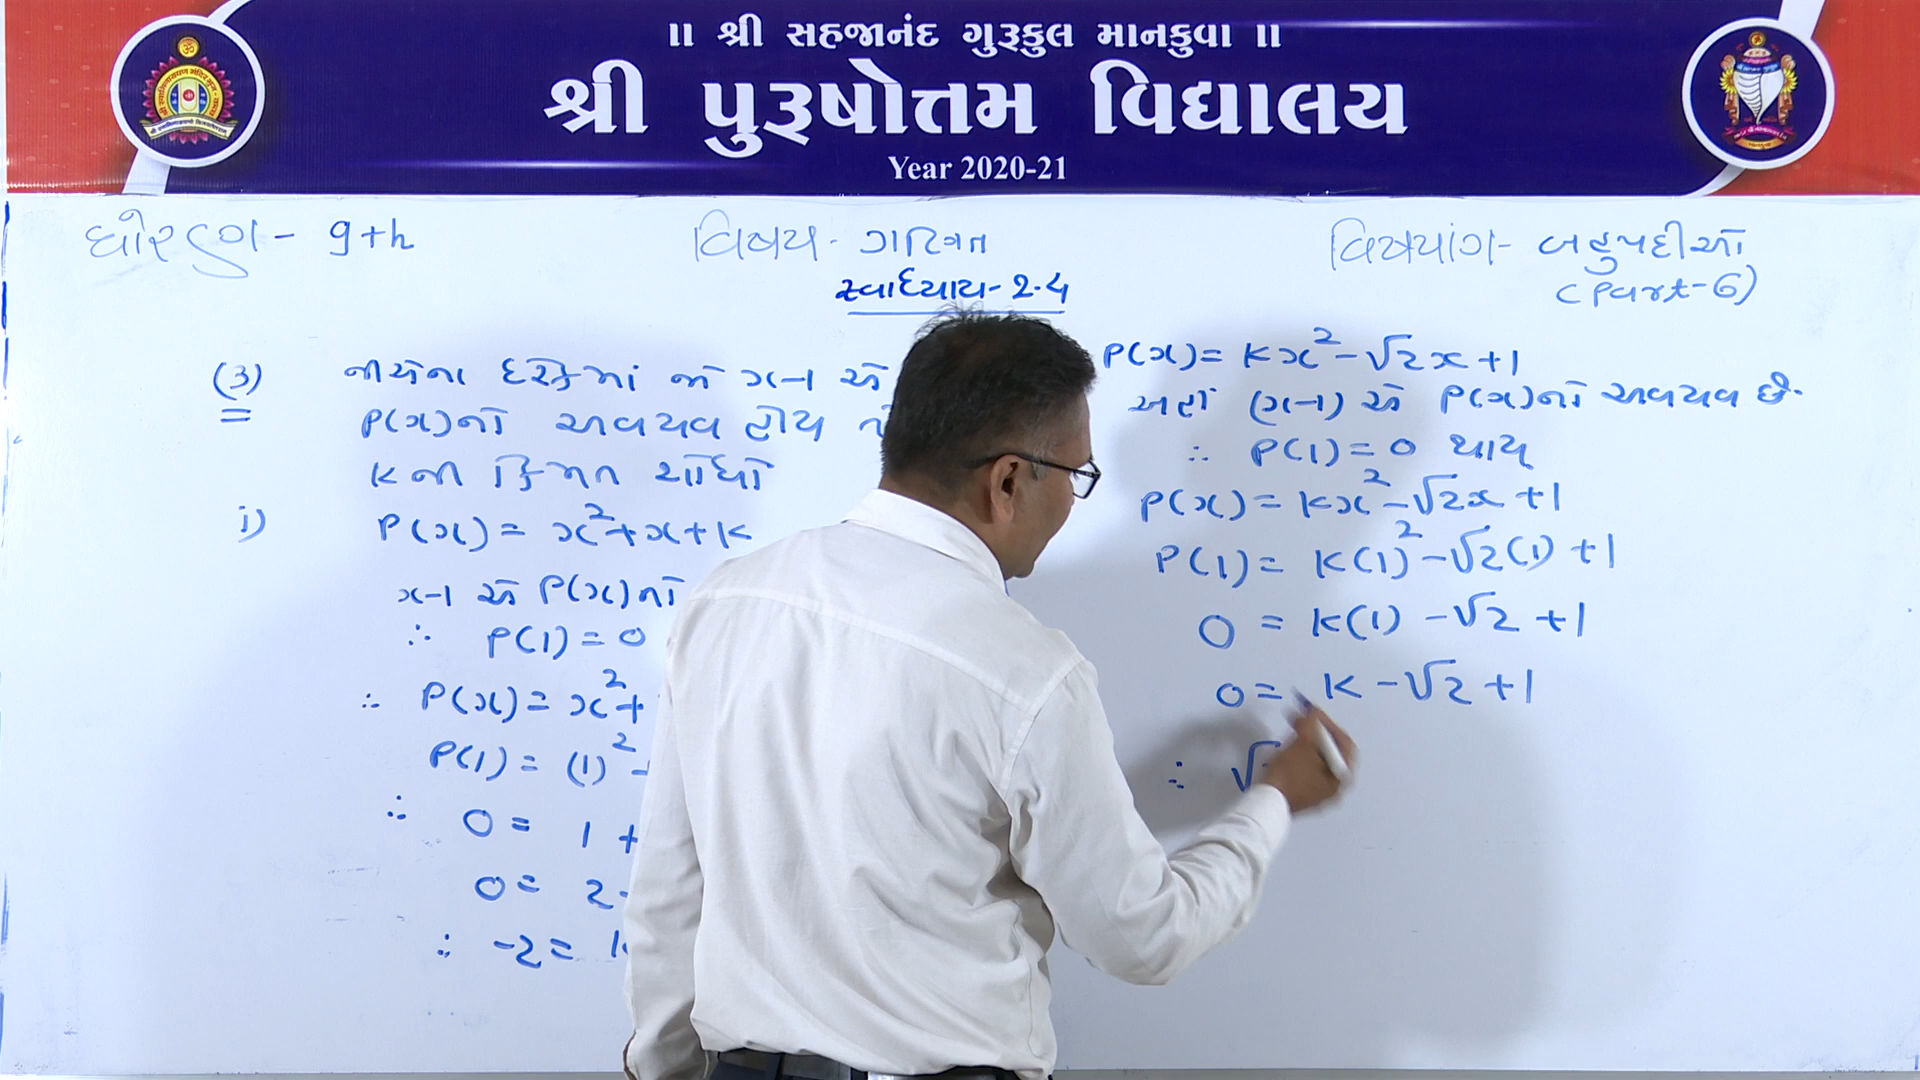 ॥ શ્રી સહજાનંદ ગુરૂકુલ માનકુવા ॥
શ્રી પુરૂષોત્તમ વિદ્યાલય
Year 2020-21
ધોરણ - 9th
વિષય - ગણિત
વિષયાંગ - બહુપદીઓ
(Part-6)
સ્વાધ્યાય - 2.4
(3) નીચેના દરેકમાં જો x-1 એ
P(x)નો અવયવ હોય તો
K ની કિંમત શોધો
i) P(x) = x²+x+k
x-1 એ P(x)નો
∴ P(1) = 0
∴ P(x) = x²+
P(1) = (1)²
∴ 0 = 1 +
0 = 2
∴ -2 = k
P(x) = kx²-√2x+1
અહીં (x-1) એ P(x)નો અવયવ છે.
∴ P(1) = 0 થાય
P(x) = kx²-√2x+1
P(1) = k(1)²-√2(1)+1
0 = k(1) -√2 +1
0 = k -√2 +1
∴ √2